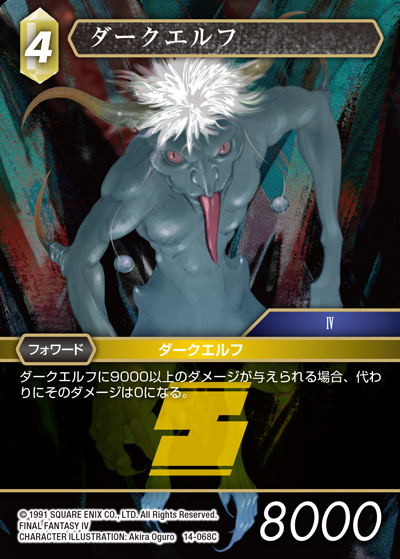 4
ダークエルフ
IV
フォワード
ダークエルフ
ダークエルフに9000以上のダメージが与えられる場合、代わ
りにそのダメージは0になる。
© 1991 SQUARE ENIX CO., LTD. All Rights Reserved.
FINAL FANTASY IV
CHARACTER ILLUSTRATION: Akira Oguro 14-068C
8000